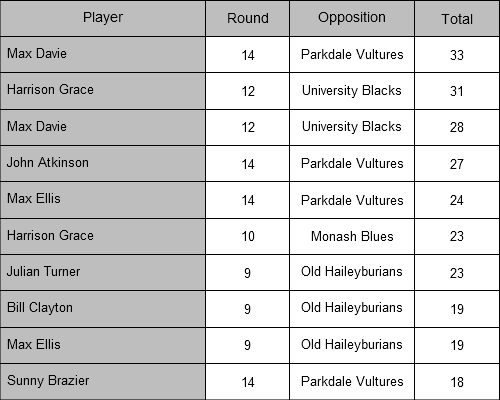 Player Round Opposition Total
Max Davie 14 Parkdale Vultures 33
Harrison Grace 12 University Blacks 31
Max Davie 12 University Blacks 28
John Atkinson 14 Parkdale Vultures 27
Max Ellis 14 Parkdale Vultures 24
Harrison Grace 10 Monash Blues 23
Julian Turner 9 Old Haileyburians 23
Bill Clayton 9 Old Haileyburians 19
Max Ellis 9 Old Haileyburians 19
Sunny Brazier 14 Parkdale Vultures 18